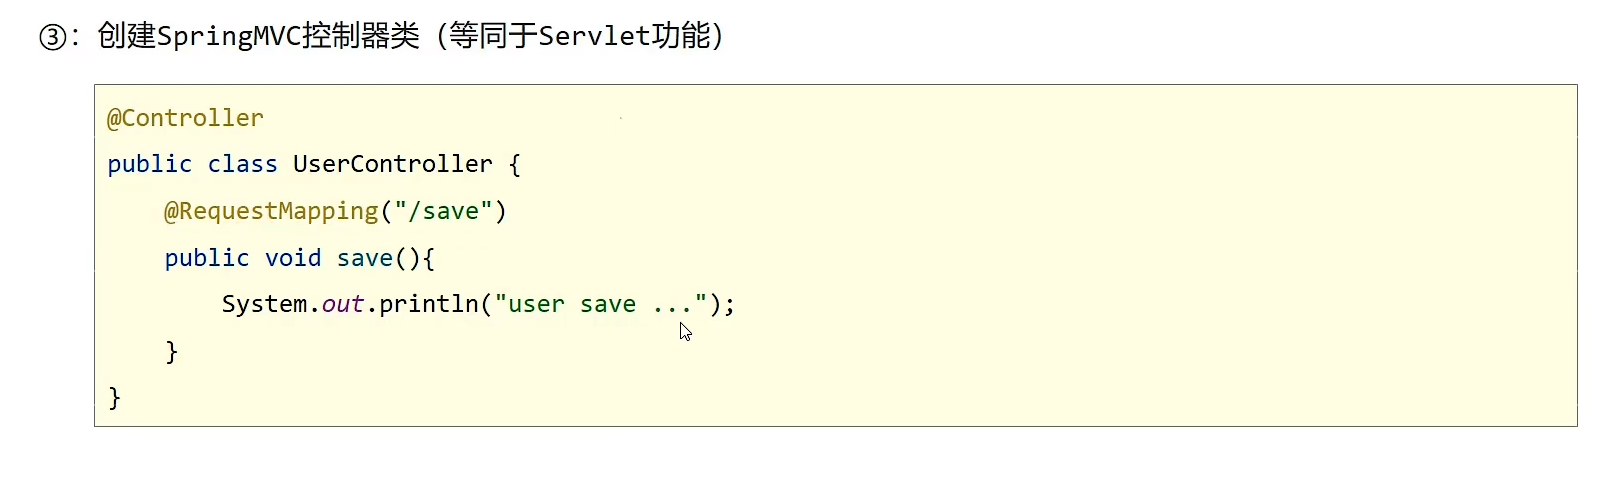 ③：创建SpringMVC控制器类（等同于Servlet功能）
@Controller
public class UserController {
    @RequestMapping("/save")
    public void save(){
        System.out.println("user save ...");
    }
}